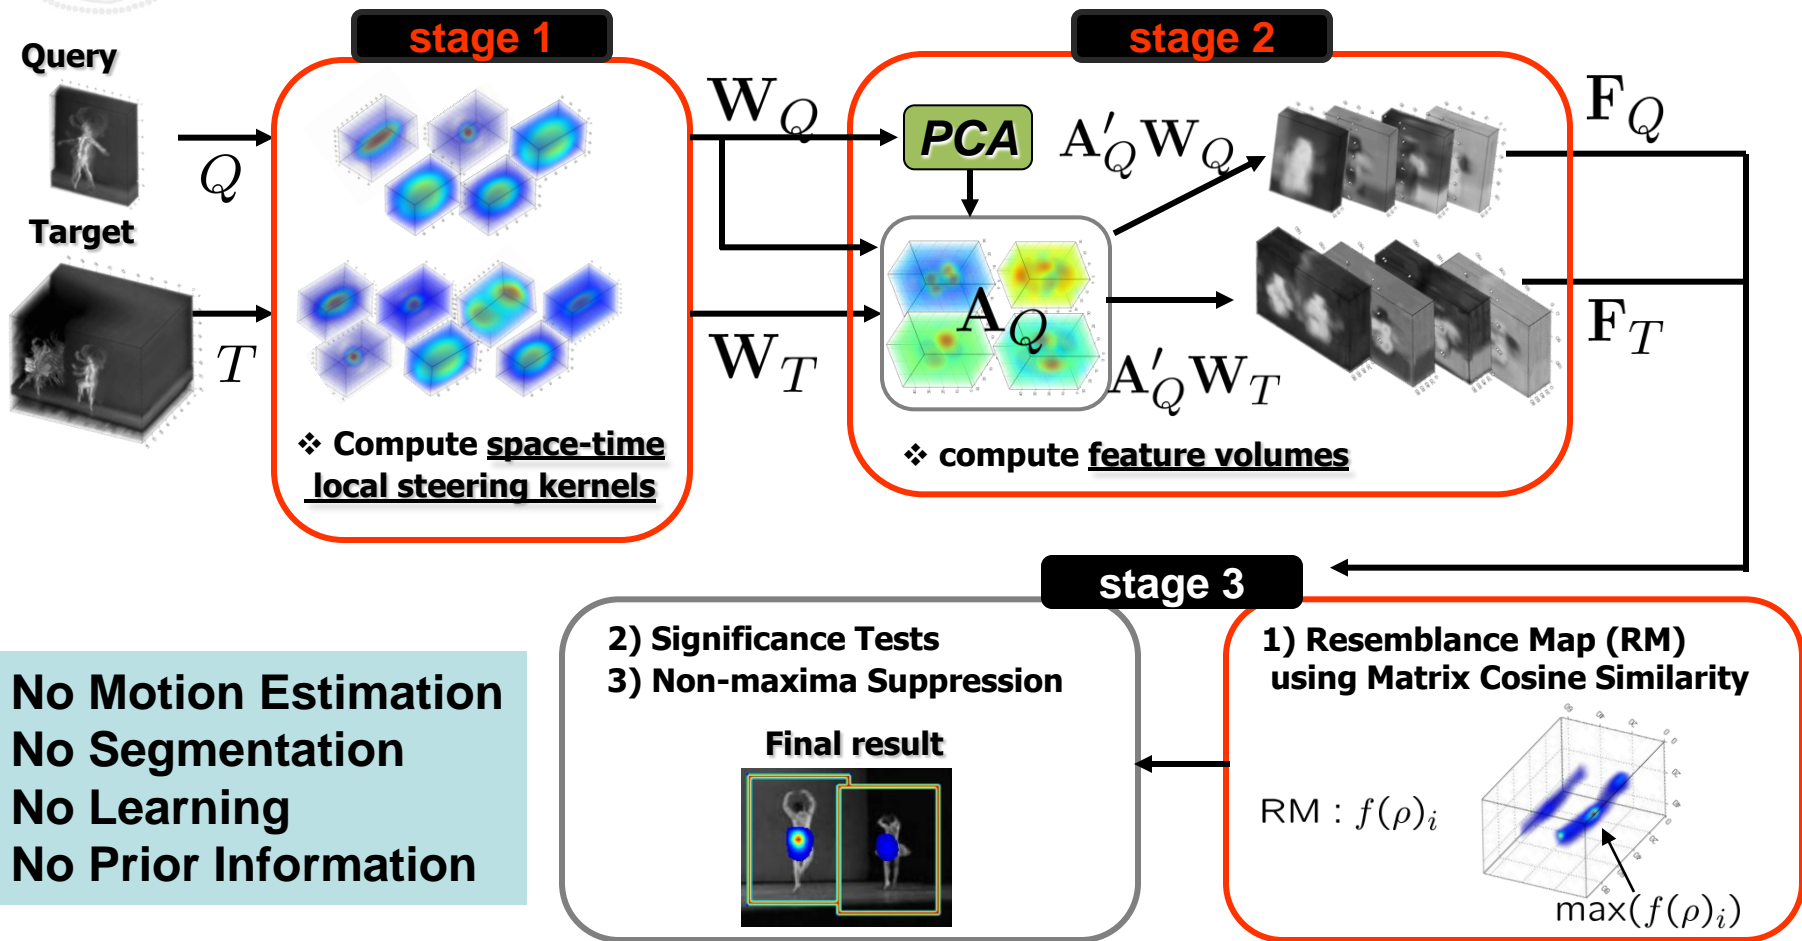 stage 1
stage 2
Query
Q
Target
T
❖ Compute space-time
local steering kernels
W_Q
W_T
PCA
A_Q
A′_Q W_Q
A′_Q W_T
❖ compute feature volumes
F_Q
F_T
stage 3
1) Resemblance Map (RM)
using Matrix Cosine Similarity
RM : f(ρ)_i
max(f(ρ)_i)
2) Significance Tests
3) Non-maxima Suppression
Final result
No Motion Estimation
No Segmentation
No Learning
No Prior Information